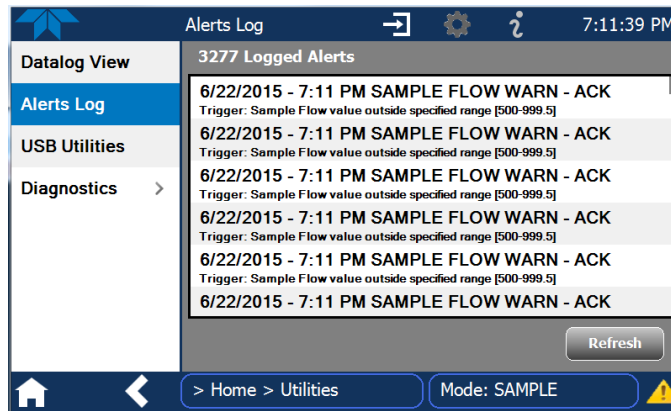 Alerts Log
7:11:39 PM
Datalog View
Alerts Log
USB Utilities
Diagnostics >
3277 Logged Alerts
6/22/2015 - 7:11 PM SAMPLE FLOW WARN - ACK
Trigger: Sample Flow value outside specified range [500-999.5]
6/22/2015 - 7:11 PM SAMPLE FLOW WARN - ACK
Trigger: Sample Flow value outside specified range [500-999.5]
6/22/2015 - 7:11 PM SAMPLE FLOW WARN - ACK
Trigger: Sample Flow value outside specified range [500-999.5]
6/22/2015 - 7:11 PM SAMPLE FLOW WARN - ACK
Trigger: Sample Flow value outside specified range [500-999.5]
6/22/2015 - 7:11 PM SAMPLE FLOW WARN - ACK
Trigger: Sample Flow value outside specified range [500-999.5]
6/22/2015 - 7:11 PM SAMPLE FLOW WARN - ACK
Refresh
> Home > Utilities
Mode: SAMPLE